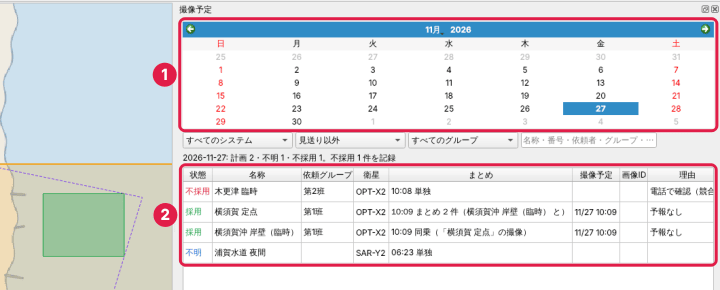 撮像予定
11月, 2026
日 月 火 水 木 金 土
25 26 27 28 29 30 31
1 2 3 4 5 6 7
8 9 10 11 12 13 14
15 16 17 18 19 20 21
22 23 24 25 26 27 28
29 30 1 2 3 4 5
1
すべてのシステム 見送り以外 すべてのグループ 名称・番号・依頼者・グループ・…
2026-11-27: 計画 2・不明 1・不採用 1。不採用 1 件を記録
状態 名称 依頼グループ 衛星 まとめ 撮像予定 画像ID 理由
不採用 木更津 臨時 第2班 OPT-X2 10:08 単独 電話で確認（競合
2
採用 横須賀 定点 第1班 OPT-X2 10:09 まとめ 2 件（横須賀沖 岸壁（臨時） と） 11/27 10:09 予報なし
採用 横須賀沖 岸壁（臨時） 第1班 OPT-X2 10:09 同乗（「横須賀 定点」の撮像） 11/27 10:09 予報なし
不明 浦賀水道 夜間 SAR-Y2 06:23 単独